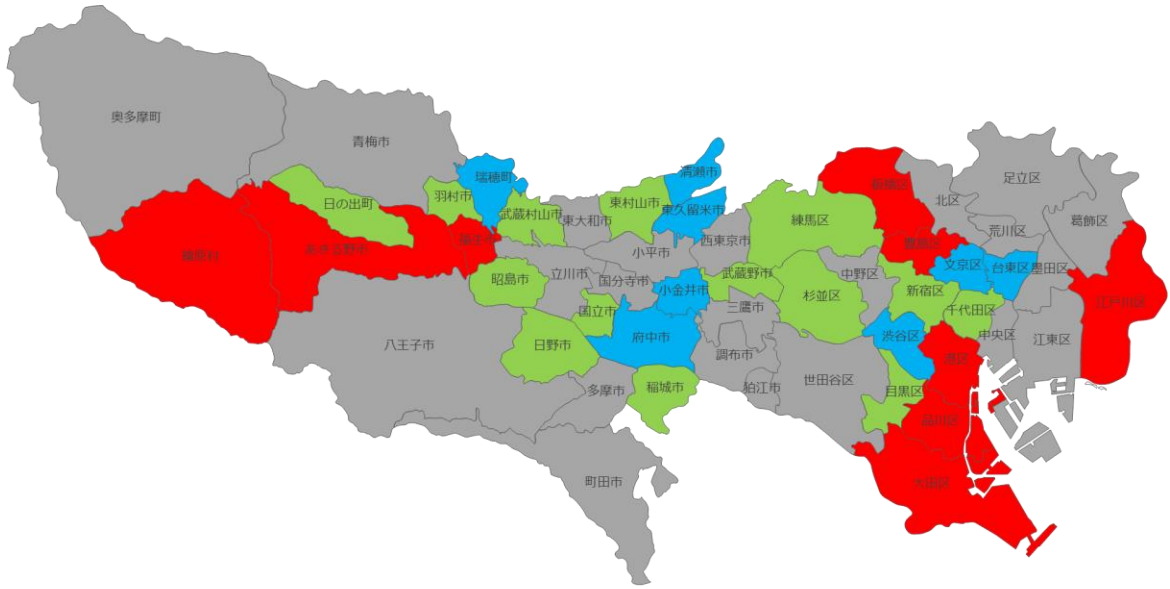 奥多摩町
青梅市
瑞穂町
清瀬市
板橋区
足立区
日の出町
羽村市
武蔵村山市
東大和市
東村山市
東久留米市
練馬区
北区
荒川区
葛飾区
檜原村
あきる野市
福生市
小平市
西東京市
豊島区
文京区
台東区
墨田区
昭島市
立川市
国分寺市
小金井市
武蔵野市
中野区
杉並区
新宿区
千代田区
江戸川区
国立市
三鷹市
渋谷区
中央区
江東区
八王子市
日野市
府中市
調布市
港区
多摩市
稲城市
狛江市
世田谷区
目黒区
品川区
町田市
大田区